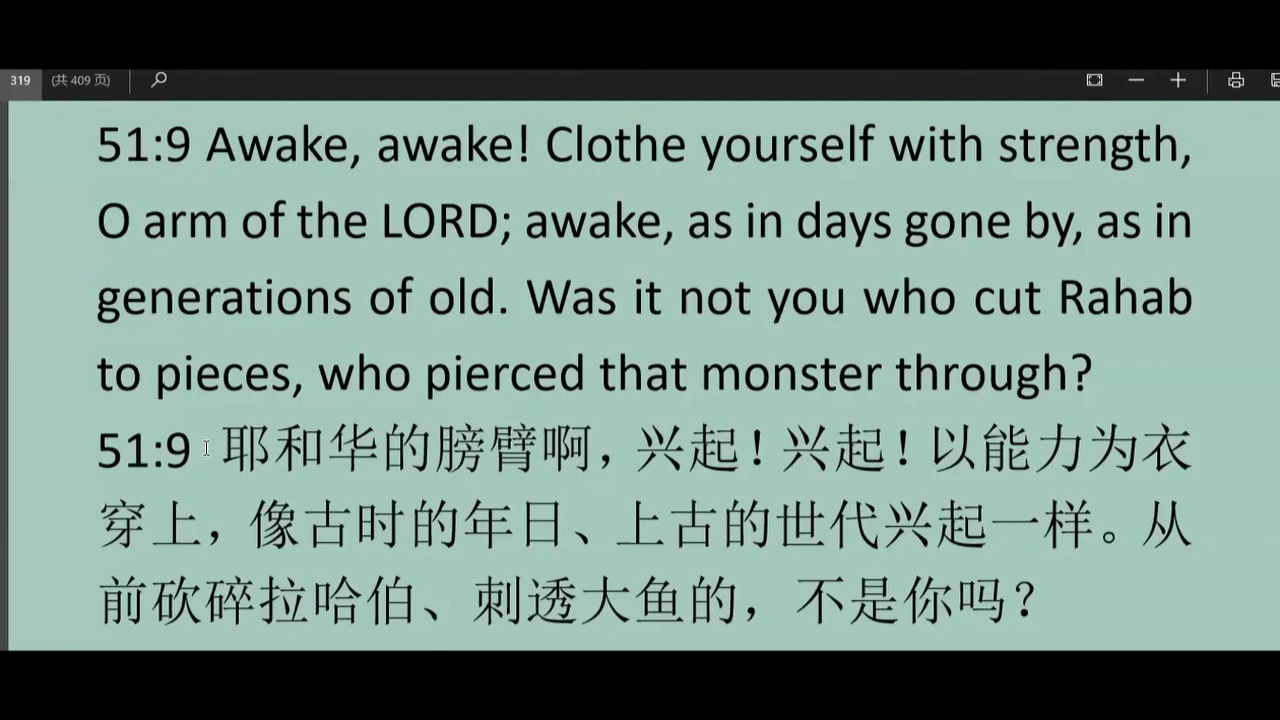 319 (共 409 页)
51:9 Awake, awake! Clothe yourself with strength,
O arm of the LORD; awake, as in days gone by, as in
generations of old. Was it not you who cut Rahab
to pieces, who pierced that monster through?
51:9 耶和华的膀臂啊，兴起！兴起！以能力为衣
穿上，像古时的年日、上古的世代兴起一样。从
前砍碎拉哈伯、刺透大鱼的，不是你吗？